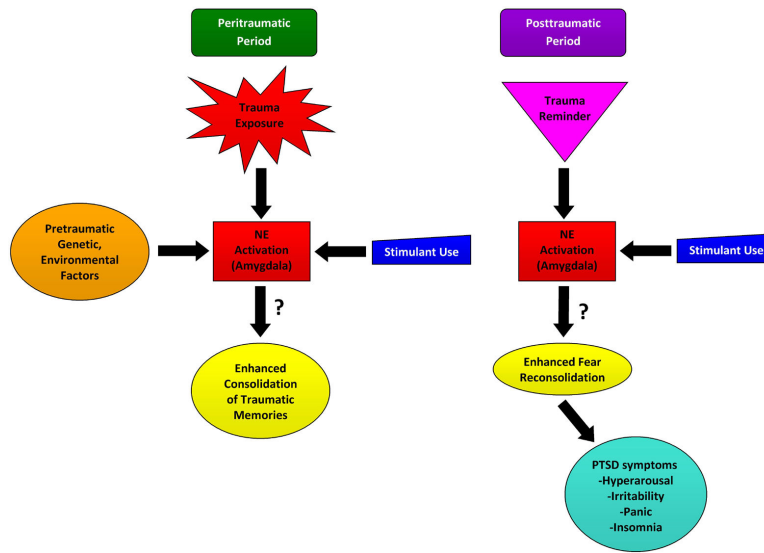 Peritraumatic
Period
Trauma
Exposure
Pretraumatic
Genetic,
Environmental
Factors
NE
Activation
(Amygdala)
Stimulant Use
?
Enhanced
Consolidation
of Traumatic
Memories
Posttraumatic
Period
Trauma
Reminder
NE
Activation
(Amygdala)
Stimulant Use
?
Enhanced Fear
Reconsolidation
PTSD symptoms
-Hyperarousal
-Irritability
-Panic
-Insomnia